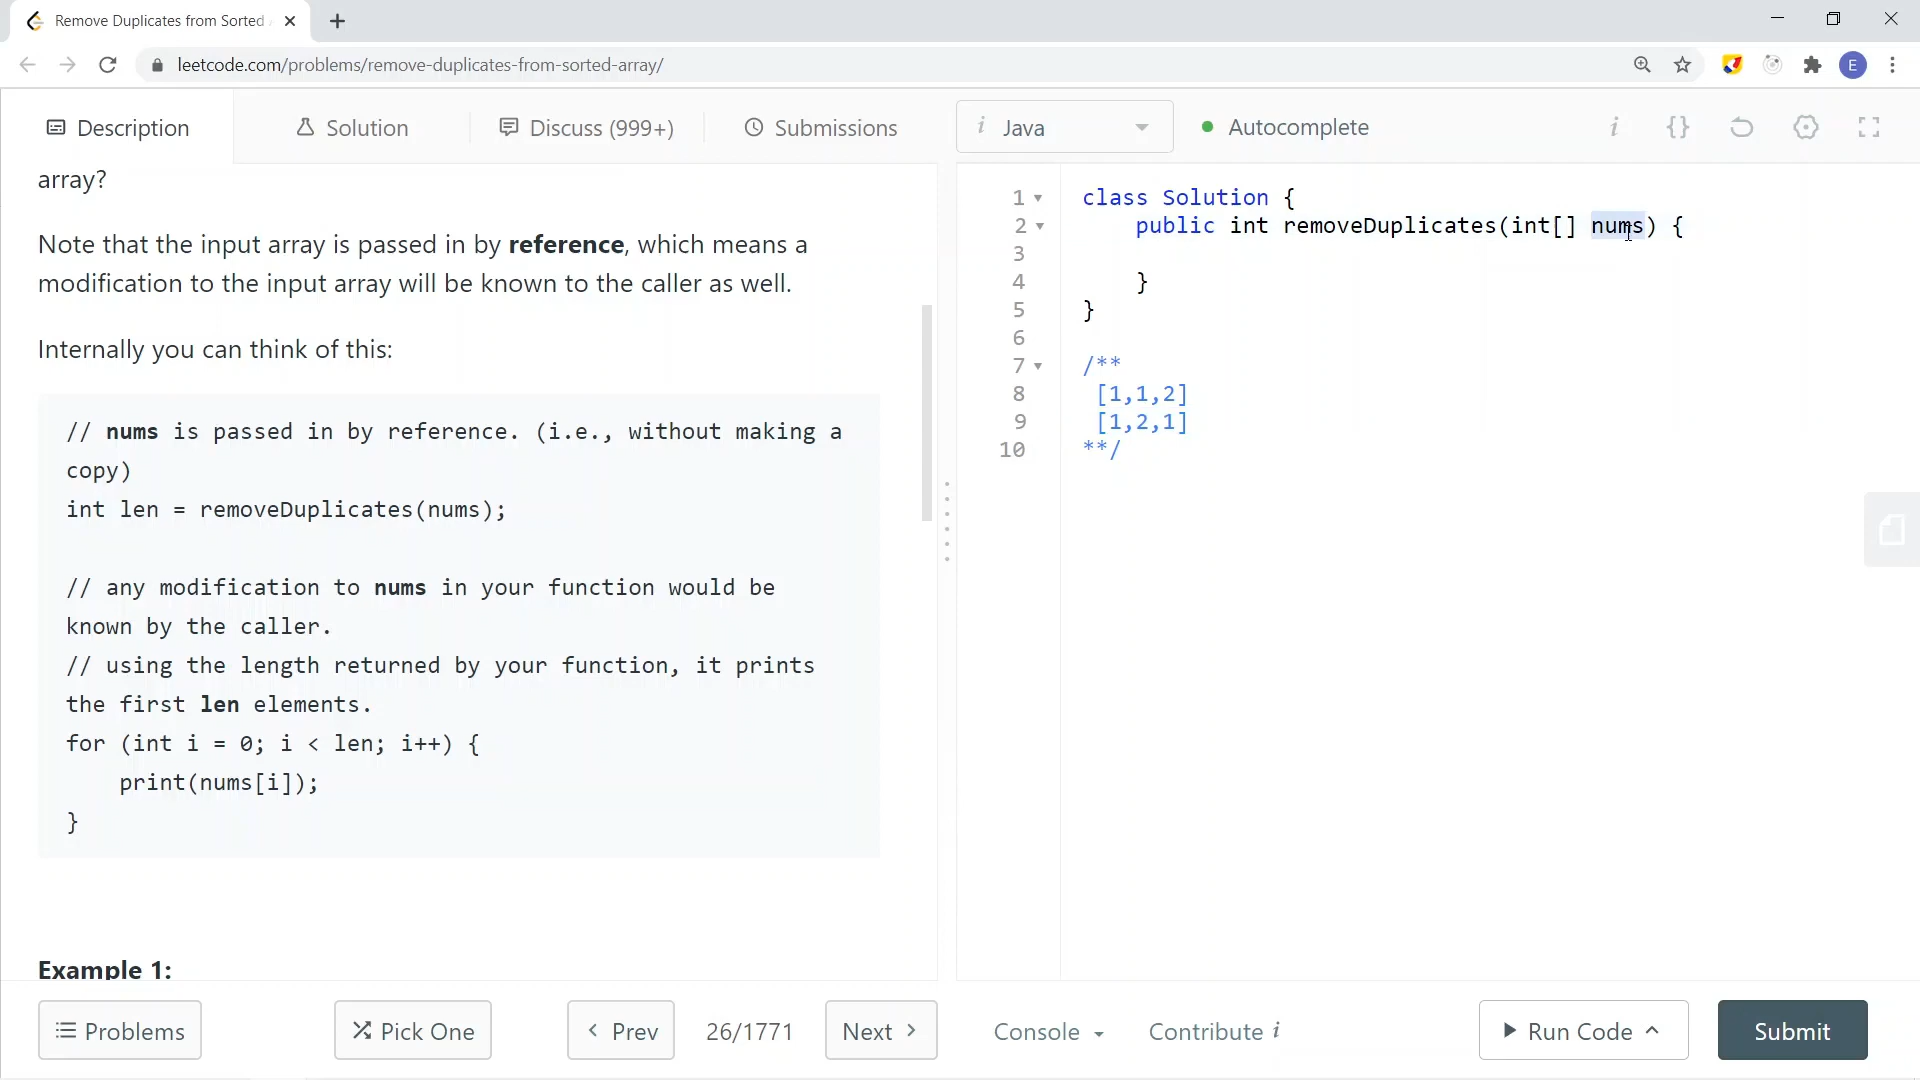 Remove Duplicates from Sorted
leetcode.com/problems/remove-duplicates-from-sorted-array/
E
Description
Solution
Discuss (999+)
Submissions
i Java
Autocomplete
i {}
array?
Note that the input array is passed in by reference, which means a
modification to the input array will be known to the caller as well.
Internally you can think of this:
// nums is passed in by reference. (i.e., without making a
copy)
int len = removeDuplicates(nums);
// any modification to nums in your function would be
known by the caller.
// using the length returned by your function, it prints
the first len elements.
for (int i = 0; i < len; i++) {
    print(nums[i]);
}
Example 1:
1 class Solution {
2     public int removeDuplicates(int[] nums) {
3
4     }
5 }
6
7 /**
8  [1,1,2]
9  [1,2,1]
10 **/
Problems
Pick One
< Prev
26/1771
Next >
Console
Contribute i
Run Code
Submit